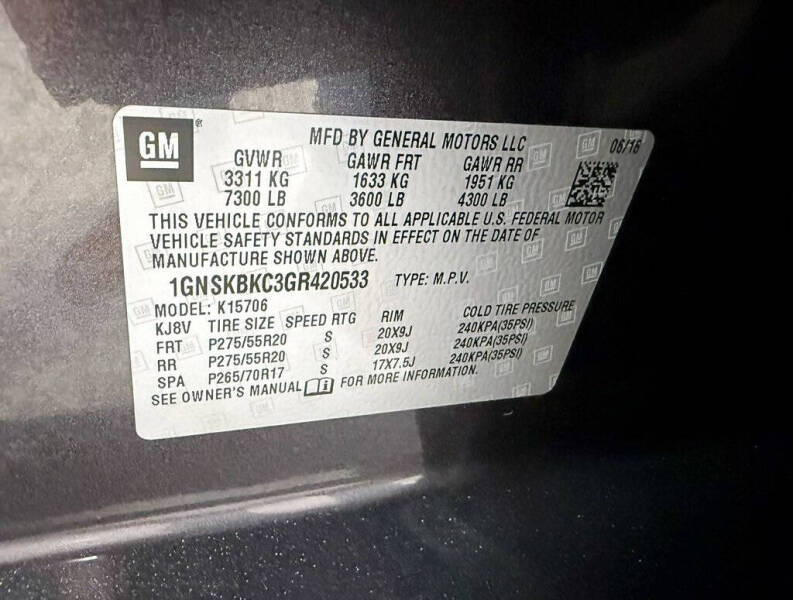 GM ®
MFD BY GENERAL MOTORS LLC 06/16
GVWR GAWR FRT GAWR RR
3311 KG 1633 KG 1951 KG
7300 LB 3600 LB 4300 LB
THIS VEHICLE CONFORMS TO ALL APPLICABLE U.S. FEDERAL MOTOR
VEHICLE SAFETY STANDARDS IN EFFECT ON THE DATE OF
MANUFACTURE SHOWN ABOVE.
1GNSKBKC3GR420533 TYPE: M.P.V.
MODEL: K15706
KJ8V TIRE SIZE SPEED RTG RIM COLD TIRE PRESSURE
FRT P275/55R20 S 20X9J 240KPA(35PSI)
RR P275/55R20 S 20X9J 240KPA(35PSI)
SPA P265/70R17 S 17X7.5J 240KPA(35PSI)
SEE OWNER'S MANUAL FOR MORE INFORMATION.